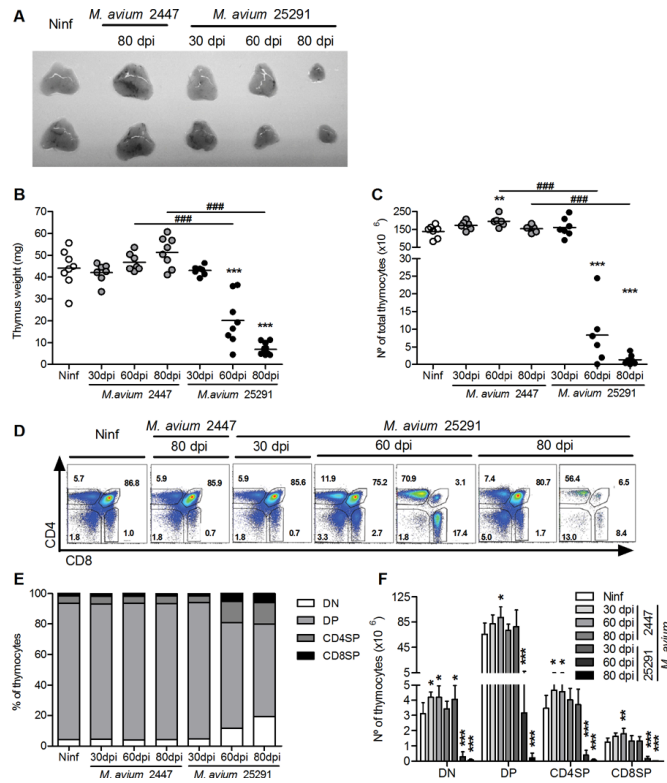 A
Ninf
M. avium 2447
M. avium 25291
80 dpi
30 dpi
60 dpi
80 dpi
B
###
###
Thymus weight (mg)
70
60
50
40
30
20
10
0
***
***
Ninf
30dpi
60dpi
80dpi
30dpi
60dpi
80dpi
M.avium 2447
M.avium 25291
C
###
###
Nº of total thymocytes (x10 6)
250
150
50
25
20
15
10
5
0
**
***
***
Ninf
30dpi
60dpi
80dpi
30dpi
60dpi
80dpi
M.avium 2447
M.avium 25291
D
Ninf
M. avium 2447
M. avium 25291
80 dpi
30 dpi
60 dpi
80 dpi
5.7 86.8
1.8 1.0
5.9 85.9
1.8 0.7
5.9 85.6
1.8 0.7
11.9 75.2
3.3 2.7
70.9 3.1
17.4
7.4 80.7
5.0 1.7
56.4 6.5
13.0 8.4
CD4
CD8
E
% of thymocytes
100
80
60
40
20
0
DN
DP
CD4SP
CD8SP
Ninf
30dpi
60dpi
80dpi
30dpi
60dpi
80dpi
M.avium 2447
M.avium 25291
F
Nº of thymocytes (x10 6)
125
85
45
5
4
3
2
1
0
* *
*
***
***
*
***
***
* *
***
***
**
***
***
DN
DP
CD4SP
CD8SP
Ninf
30 dpi
60 dpi
80 dpi
30 dpi
60 dpi
80 dpi
2447
25291
M. avium